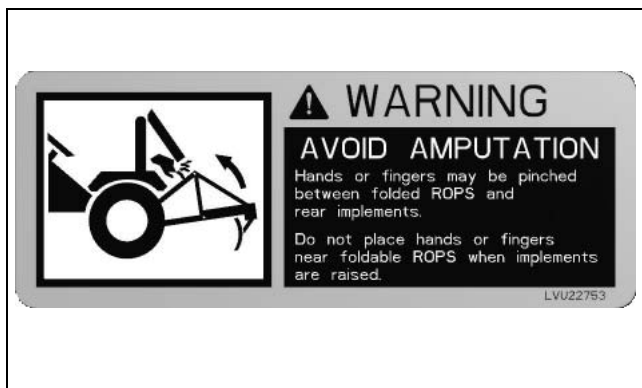 WARNING
AVOID AMPUTATION
Hands or fingers may be pinched
between folded ROPS and
rear implements.
Do not place hands or fingers
near foldable ROPS when implements
are raised.
LVU22753